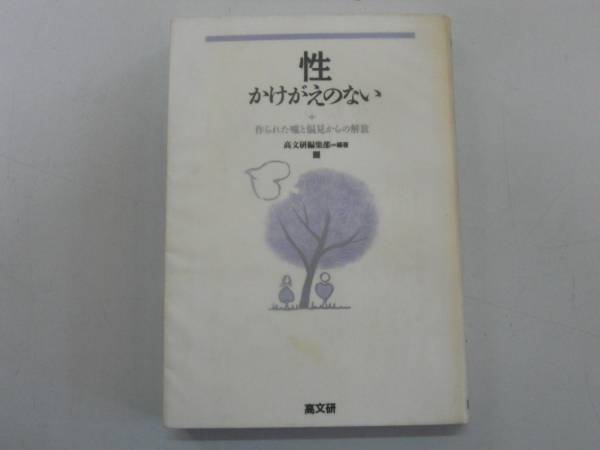 性
かけがえのない
作られた嘘と偏見からの解放
高文研編集部=編著
高文研